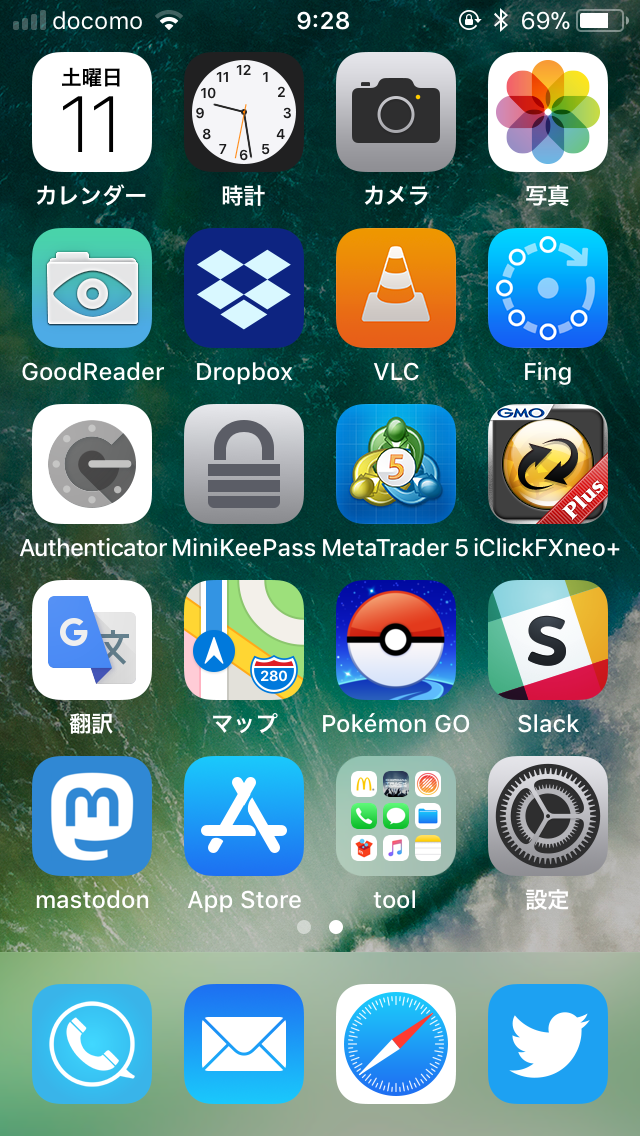 docomo 9:28 69%
土曜日
11
12
1
2
3
4
5
6
7
8
9
10
11
カレンダー 時計 カメラ 写真
GoodReader Dropbox VLC Fing
5
GMO
Plus
Authenticator MiniKeePass MetaTrader 5 iClickFXneo+
G 文
280
S
翻訳 マップ Pokémon GO Slack
m
mastodon App Store tool 設定